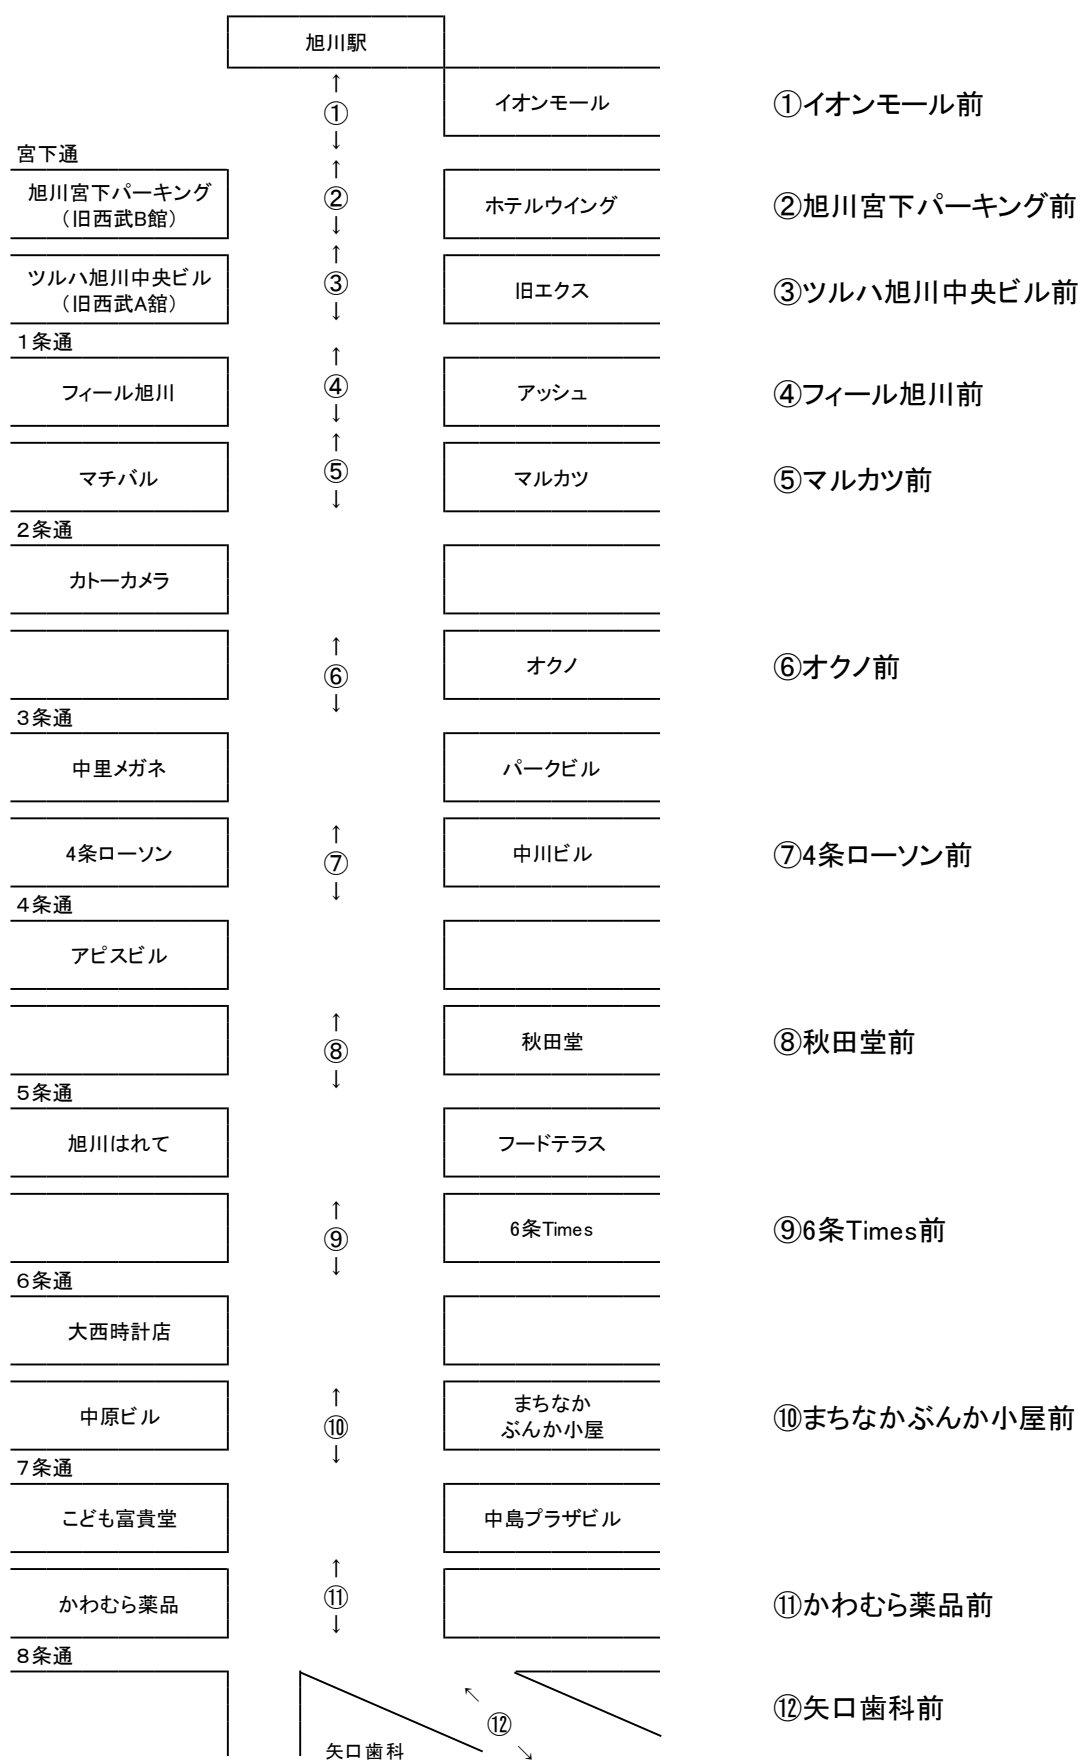 旭川駅
↑
①
↓
イオンモール
①イオンモール前
宮下通
旭川宮下パーキング
（旧西武B館）
↑
②
↓
ホテルウイング
②旭川宮下パーキング前
ツルハ旭川中央ビル
（旧西武A舘）
↑
③
↓
旧エクス
③ツルハ旭川中央ビル前
１条通
フィール旭川
↑
④
↓
アッシュ
④フィール旭川前
マチバル
↑
⑤
↓
マルカツ
⑤マルカツ前
２条通
カトーカメラ
↑
⑥
↓
オクノ
⑥オクノ前
３条通
中里メガネ
パークビル
4条ローソン
↑
⑦
↓
中川ビル
⑦4条ローソン前
４条通
アピスビル
↑
⑧
↓
秋田堂
⑧秋田堂前
５条通
旭川はれて
フードテラス
↑
⑨
↓
6条Times
⑨6条Times前
６条通
大西時計店
中原ビル
↑
⑩
↓
まちなか
ぶんか小屋
⑩まちなかぶんか小屋前
７条通
こども富貴堂
中島プラザビル
かわむら薬品
↑
⑪
↓
⑪かわむら薬品前
８条通
↖
⑫
↘
⑫矢口歯科前
矢口歯科